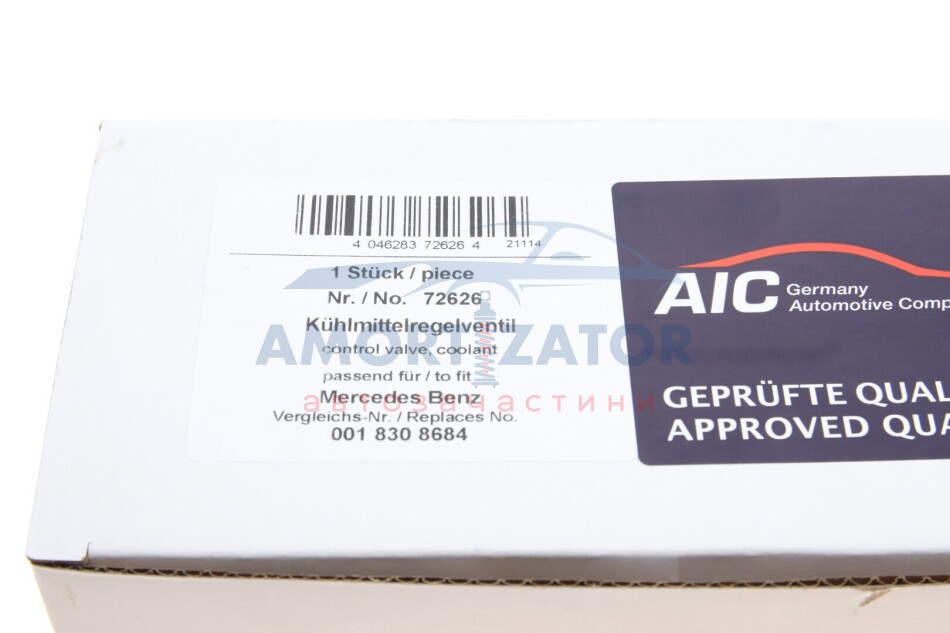 4 046283 72626 4 21114
1 Stück / piece
Nr. / No. 72626
Kühlmittelregelventil
control valve, coolant
passend für / to fit
Mercedes Benz
Vergleichs-Nr. / Replaces No.
001 830 8684
AIC Germany
Automotive Comp
GEPRÜFTE QUAL
APPROVED QUA
AMORTIZATOR
автозапчастини